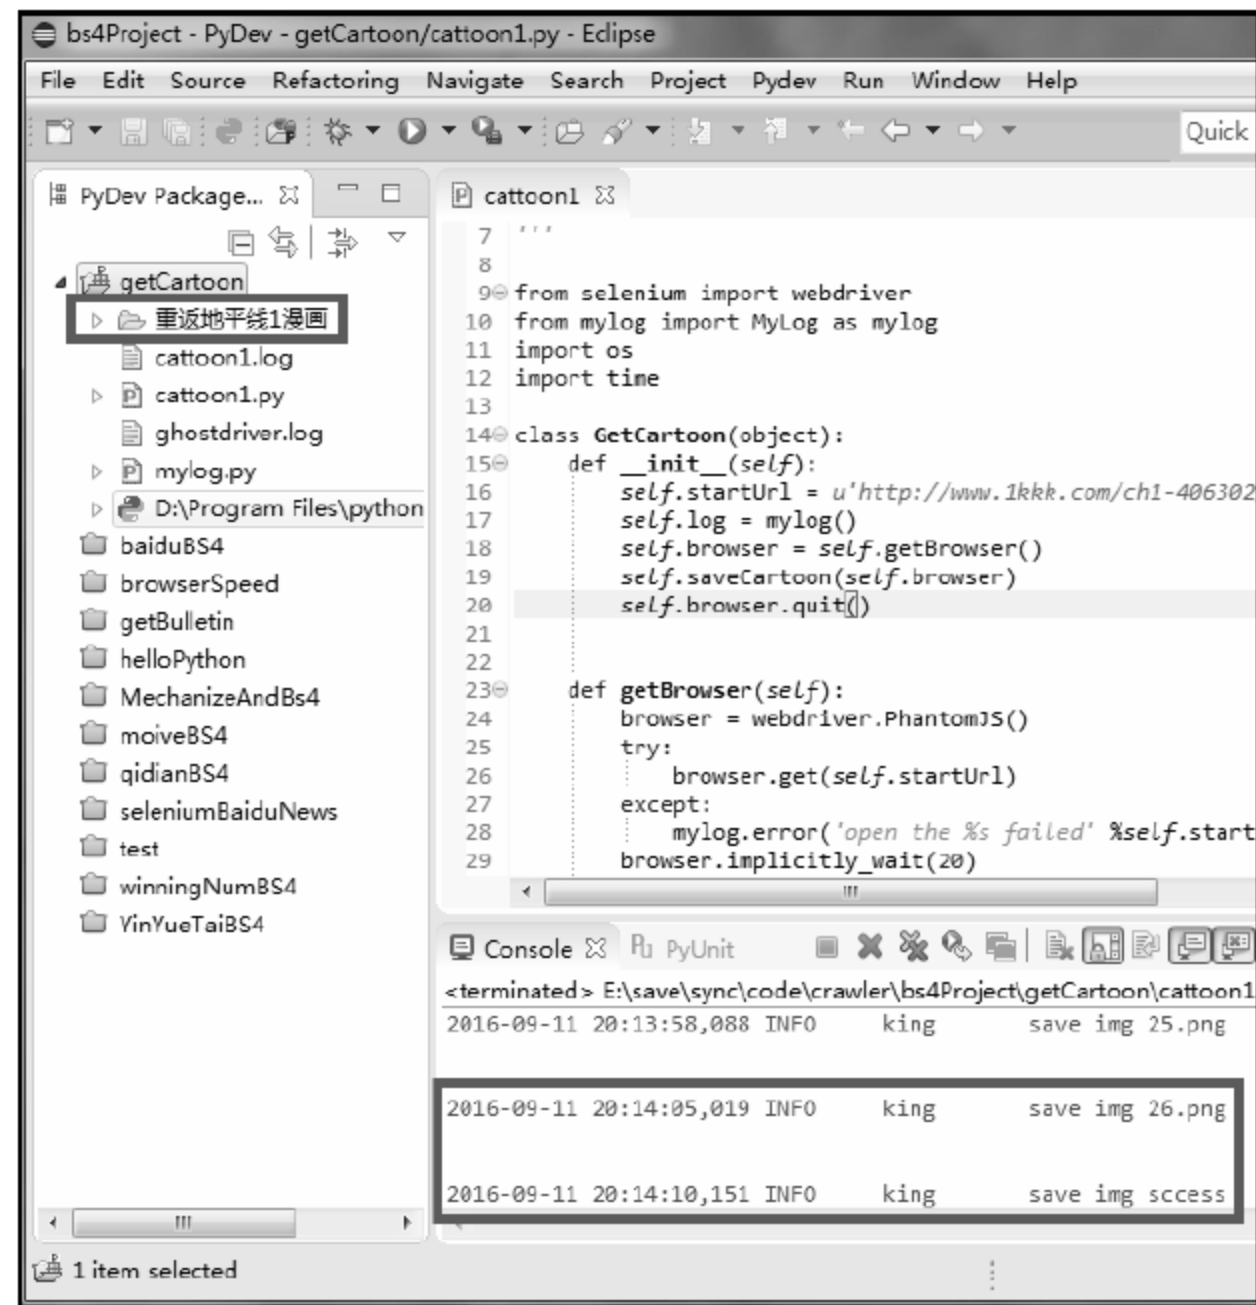 bs4Project - PyDev - getCartoon/cattoon1.py - Eclipse
File Edit Source Refactoring Navigate Search Project Pydev Run Window Help
Quick
PyDev Package...
getCartoon
重返地平线1漫画
cattoon1.log
cattoon1.py
ghostdriver.log
mylog.py
D:\Program Files\python
baiduBS4
browserSpeed
getBulletin
helloPython
MechanizeAndBs4
moiveBS4
qidianBS4
seleniumBaiduNews
test
winningNumBS4
YinYueTaiBS4
cattoon1
7 '''
8
9 from selenium import webdriver
10 from mylog import MyLog as mylog
11 import os
12 import time
13
14 class GetCartoon(object):
15 def __init__(self):
16 self.startUrl = u'http://www.1kkk.com/ch1-406302
17 self.log = mylog()
18 self.browser = self.getBrowser()
19 self.saveCartoon(self.browser)
20 self.browser.quit()
21
22
23 def getBrowser(self):
24 browser = webdriver.PhantomJS()
25 try:
26 browser.get(self.startUrl)
27 except:
28 mylog.error('open the %s failed' %self.start
29 browser.implicitly_wait(20)
Console PyUnit
<terminated> E:\save\sync\code\crawler\bs4Project\getCartoon\cattoon1
2016-09-11 20:13:58,088 INFO king save img 25.png
2016-09-11 20:14:05,019 INFO king save img 26.png
2016-09-11 20:14:10,151 INFO king save img sccess
1 item selected